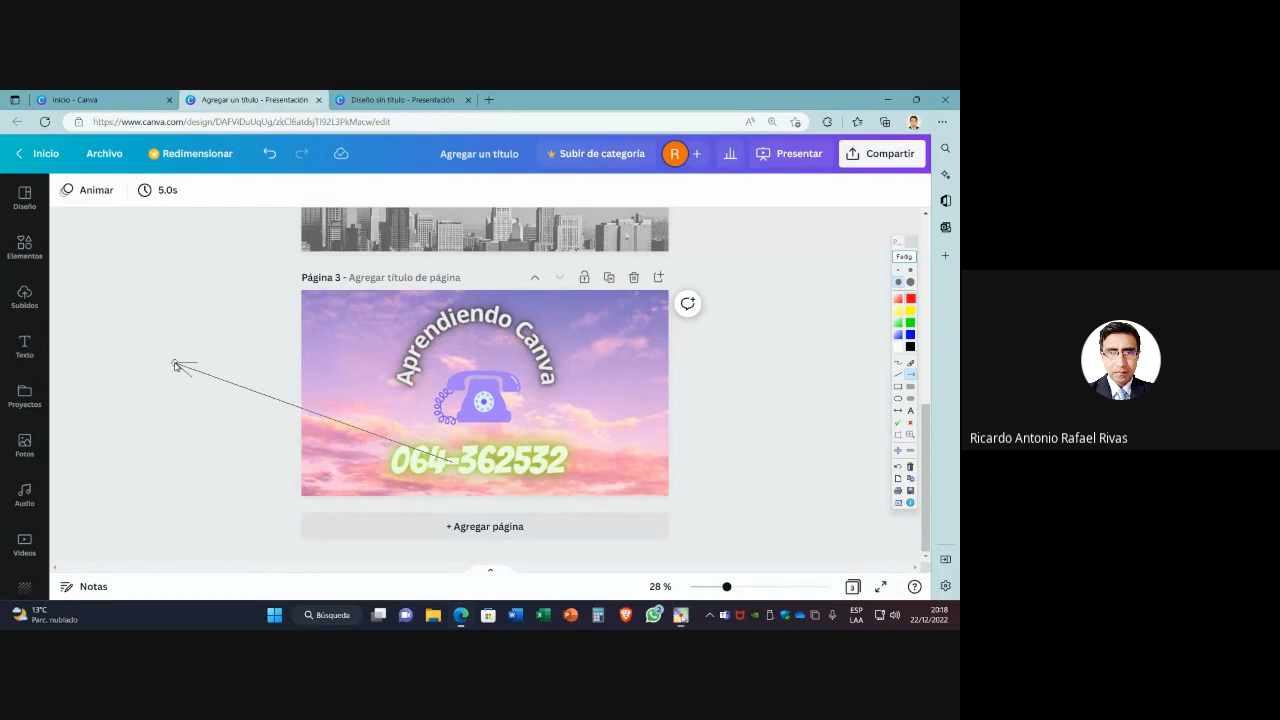 Inicio - Canva
Agregar un título - Presentación
Diseño sin título - Presentación
https://www.canva.com/design/DAFViDuUqUg/zkCl6atdsjTl92L3PkMacw/edit
Inicio
Archivo
Redimensionar
Agregar un título
Subir de categoría
R
Presentar
Compartir
Animar
5.0s
Diseño
Elementos
Subidos
Texto
Proyectos
Fotos
Audio
Videos
Página 3 - Agregar título de página
Aprendiendo Canva
064-362532
+ Agregar página
P...
Farbig
A
Notas
28 %
3
13°C
Parc. nublado
Búsqueda
ESP
LAA
20:18
22/12/2022
Ricardo Antonio Rafael Rivas